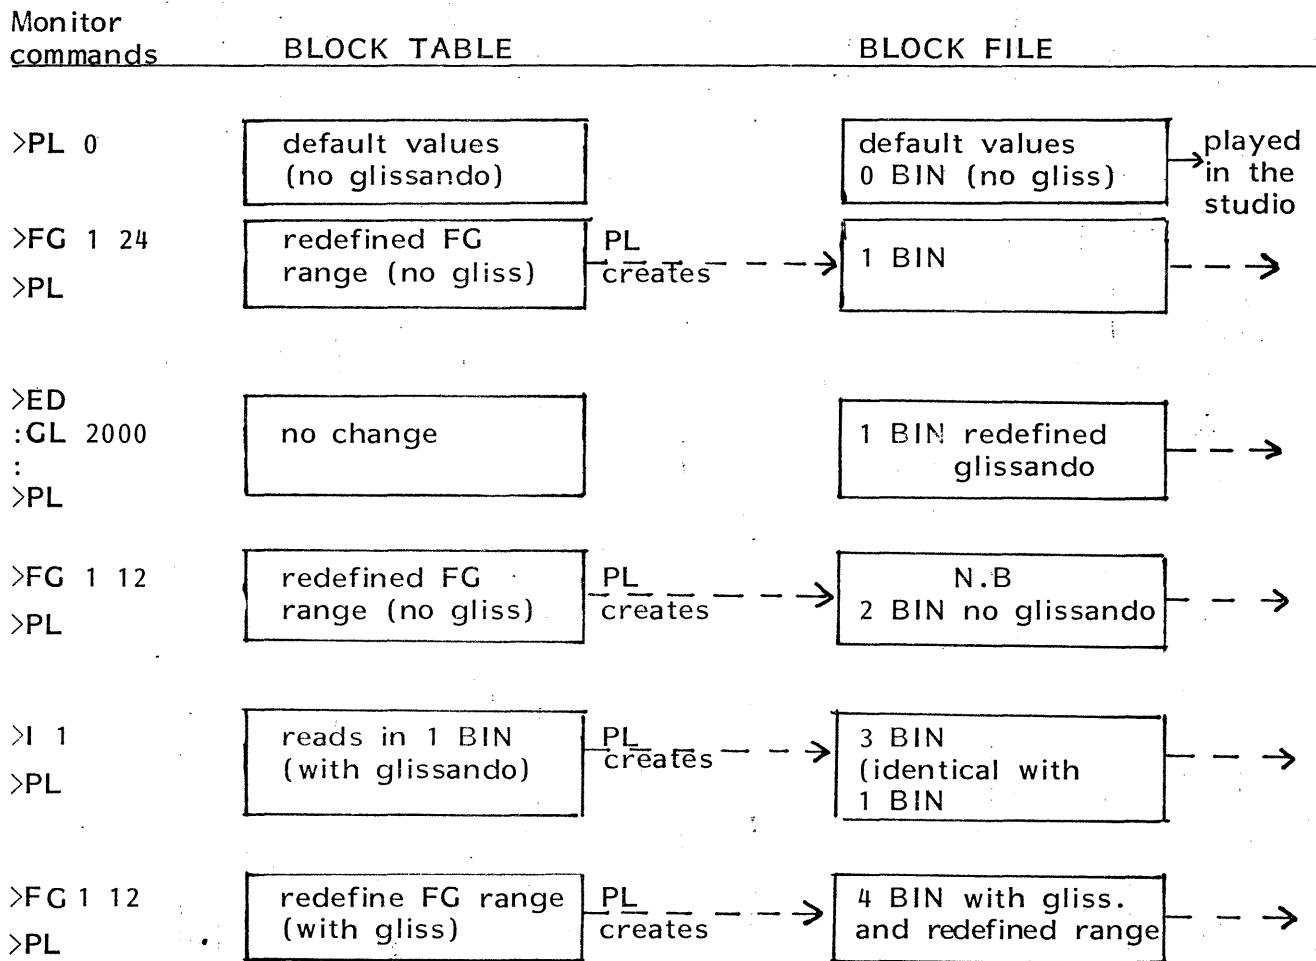 Monitor
commands BLOCK TABLE BLOCK FILE
>PL 0
default values
(no glissando)
default values
0 BIN (no gliss)
played
in the
studio
>FG 1 24
>PL
redefined FG
range (no gliss)
PL
creates
1 BIN
>ED
:GL 2000
:
>PL
no change
1 BIN redefined
glissando
>FG 1 12
>PL
redefined FG
range (no gliss)
PL
creates
N.B
2 BIN no glissando
>I 1
>PL
reads in 1 BIN
(with glissando)
PL
creates
3 BIN
(identical with
1 BIN
>FG 1 12
>PL
redefine FG range
(with gliss)
PL
creates
4 BIN with gliss.
and redefined range